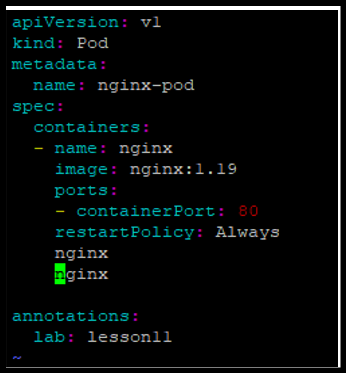 apiVersion: v1
kind: Pod
metadata:
  name: nginx-pod
spec:
  containers:
  - name: nginx
    image: nginx:1.19
    ports:
    - containerPort: 80
    restartPolicy: Always
    nginx
    nginx
annotations:
  lab: lesson11
~